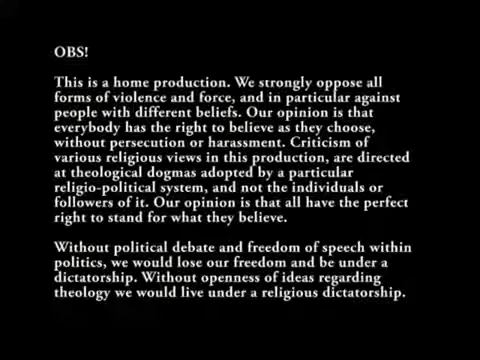 OBS!
This is a home production. We strongly oppose all
forms of violence and force, and in particular against
people with different beliefs. Our opinion is that
everybody has the right to believe as they choose,
without persecution or harassment. Criticism of
various religious views in this production, are directed
at theological dogmas adopted by a particular
religio-political system, and not the individuals or
followers of it. Our opinion is that all have the perfect
right to stand for what they believe.
Without political debate and freedom of speech within
politics, we would lose our freedom and be under a
dictatorship. Without openness of ideas regarding
theology we would live under a religious dictatorship.